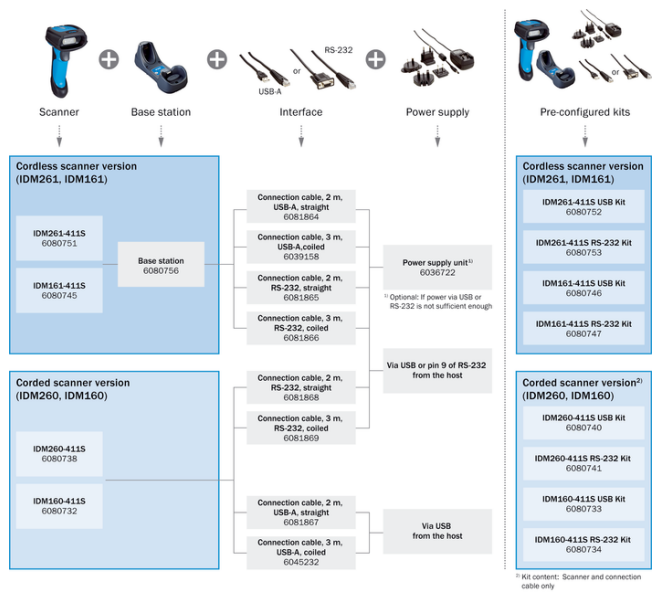 RS-232
or
USB-A
or
Scanner
Base station
Interface
Power supply
Pre-configured kits
Cordless scanner version
(IDM261, IDM161)
IDM261-411S
6080751
IDM161-411S
6080745
Base station
6080756
Connection cable, 2 m,
USB-A, straight
6081864
Connection cable, 3 m,
USB-A,coiled
6039158
Connection cable, 2 m,
RS-232, straight
6081865
Connection cable, 3 m,
RS-232, coiled
6081866
Power supply unit¹⁾
6036722
¹⁾ Optional: If power via USB or
RS-232 is not sufficient enough
Via USB or pin 9 of RS-232
from the host
Corded scanner version
(IDM260, IDM160)
IDM260-411S
6080738
IDM160-411S
6080732
Connection cable, 2 m,
RS-232, straight
6081868
Connection cable, 3 m,
RS-232, coiled
6081869
Connection cable, 2 m,
USB-A, straight
6081867
Connection cable, 3 m,
USB-A, coiled
6045232
Via USB
from the host
Cordless scanner version
(IDM261, IDM161)
IDM261-411S USB Kit
6080752
IDM261-411S RS-232 Kit
6080753
IDM161-411S USB Kit
6080746
IDM161-411S RS-232 Kit
6080747
Corded scanner version²⁾
(IDM260, IDM160)
IDM260-411S USB Kit
6080740
IDM260-411S RS-232 Kit
6080741
IDM160-411S USB Kit
6080733
IDM160-411S RS-232 Kit
6080734
²⁾ Kit content: Scanner and connection
cable only